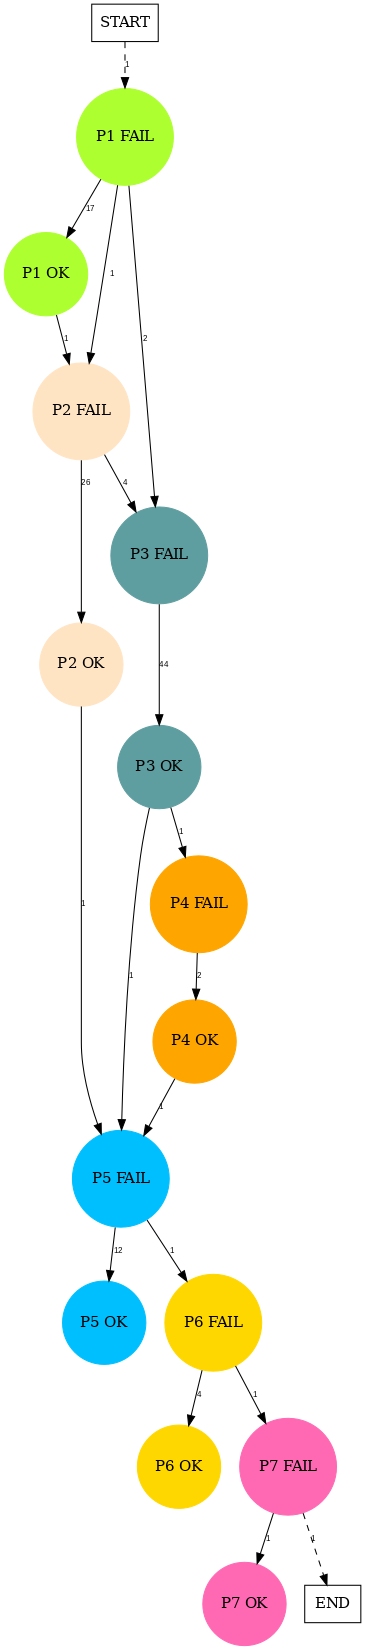 START
1
P1 FAIL
17
P1 OK
1
2
1
P2 FAIL
26
4
P3 FAIL
P2 OK
44
P3 OK
1
P4 FAIL
1
1
2
P4 OK
1
P5 FAIL
12
1
P5 OK
P6 FAIL
4
1
P6 OK
P7 FAIL
1
1
P7 OK
END